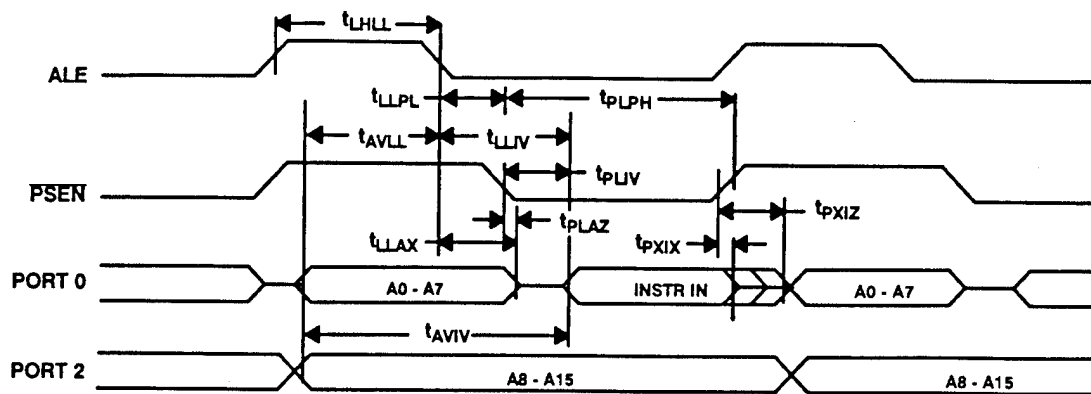 tLHLL
ALE
tLLPL
tPLPH
tAVLL
tLLIV
PSEN
tPLIV
tPLAZ
tPXIZ
tLLAX
tPXIX
PORT 0
A0 - A7
INSTR IN
A0 - A7
tAVIV
PORT 2
A8 - A15
A8 - A15